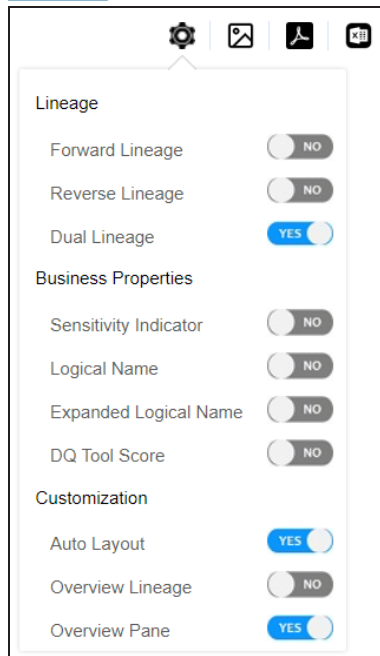 Lineage
Forward Lineage NO
Reverse Lineage NO
Dual Lineage YES
Business Properties
Sensitivity Indicator NO
Logical Name NO
Expanded Logical Name NO
DQ Tool Score NO
Customization
Auto Layout YES
Overview Lineage NO
Overview Pane YES